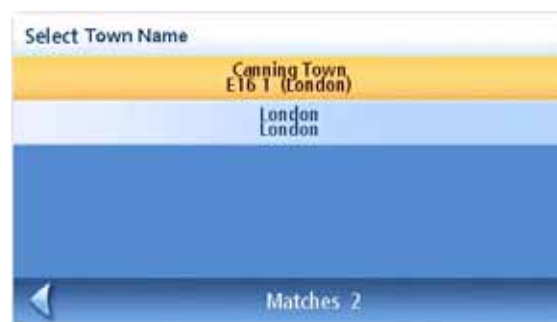 Select Town Name
Canning Town
E16 1 (London)
London
London
Matches 2